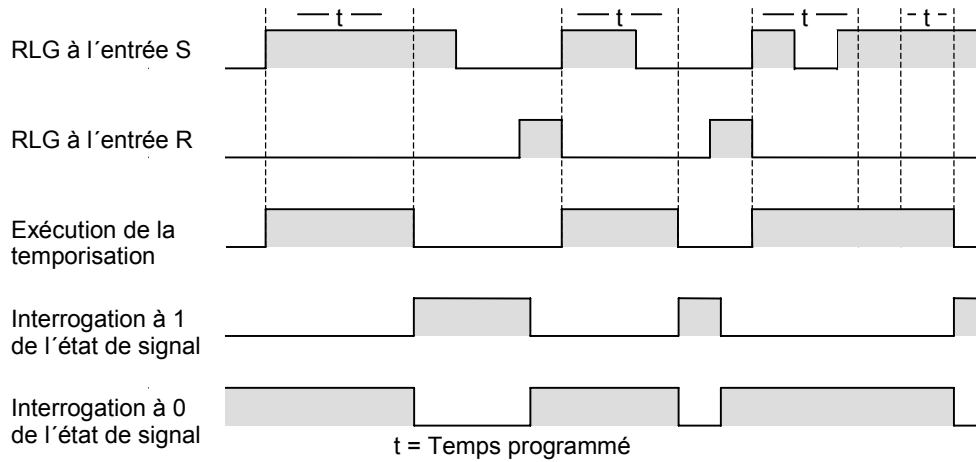 t
t
t
t
RLG à l´entrée S
RLG à l´entrée R
Exécution de la
temporisation
Interrogation à 1
de l´état de signal
Interrogation à 0
de l´état de signal
t = Temps programmé